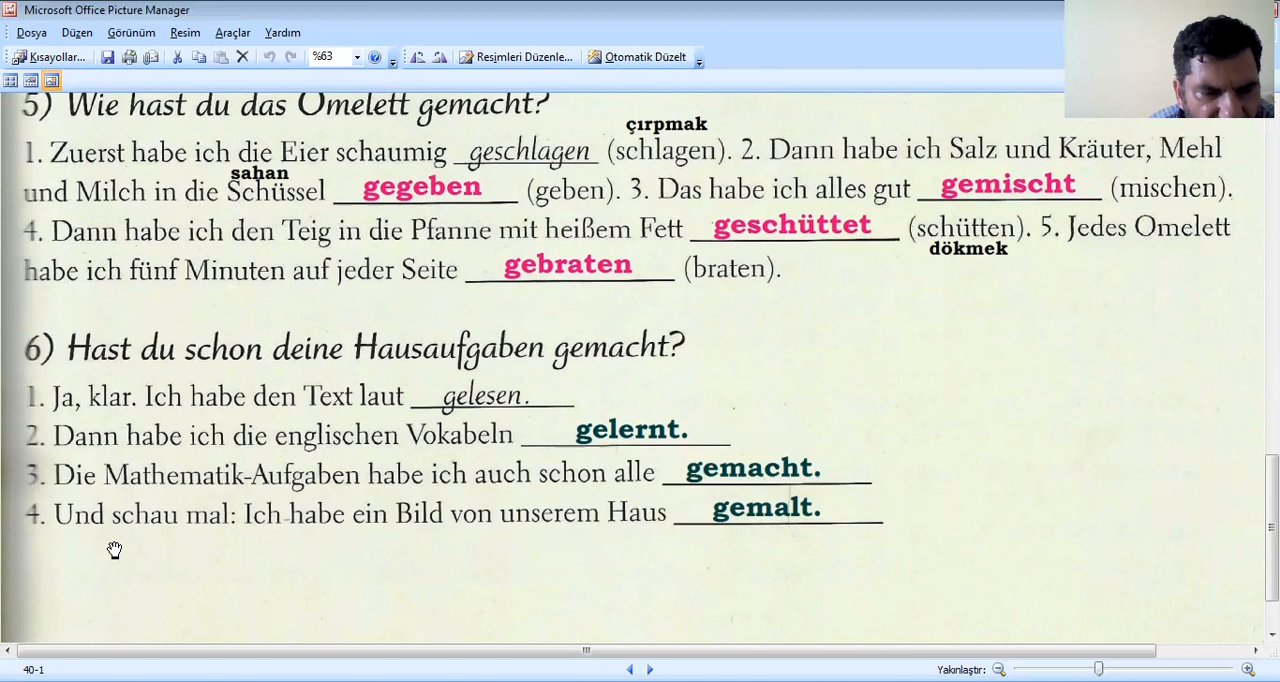 Microsoft Office Picture Manager
Dosya Düzen Görünüm Resim Araçlar Yardım
Kısayollar... %63 Resimleri Düzenle... Otomatik Düzelt
5) Wie hast du das Omelett gemacht?
çırpmak
1. Zuerst habe ich die Eier schaumig geschlagen (schlagen). 2. Dann habe ich Salz und Kräuter, Mehl
sahan
und Milch in die Schüssel gegeben (geben). 3. Das habe ich alles gut gemischt (mischen).
4. Dann habe ich den Teig in die Pfanne mit heißem Fett geschüttet (schütten). 5. Jedes Omelett
dökmek
habe ich fünf Minuten auf jeder Seite gebraten (braten).
6) Hast du schon deine Hausaufgaben gemacht?
1. Ja, klar. Ich habe den Text laut gelesen.
2. Dann habe ich die englischen Vokabeln gelernt.
3. Die Mathematik-Aufgaben habe ich auch schon alle gemacht.
4. Und schau mal: Ich habe ein Bild von unserem Haus gemalt.
40-1 Yakınlaştır: